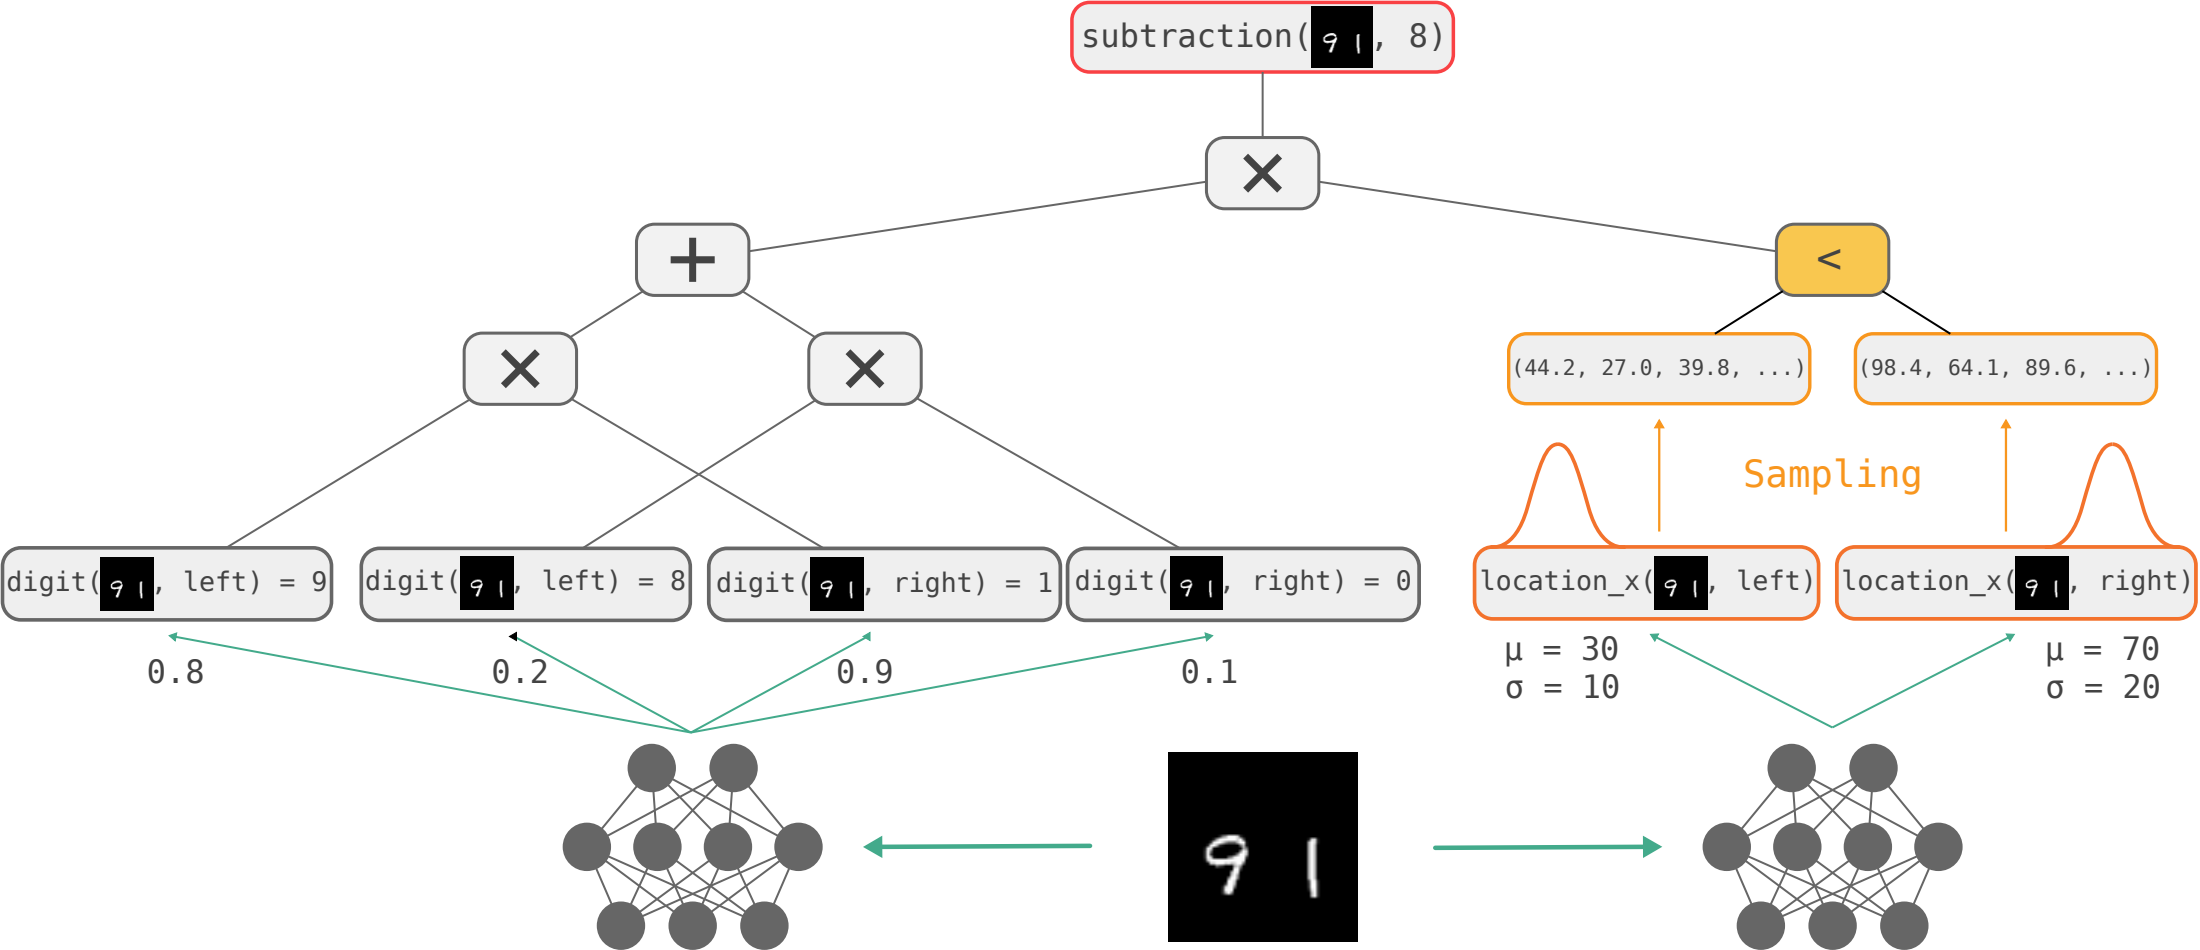 subtraction(9 1, 8)
×
+
<
×
×
(44.2, 27.0, 39.8, ...)
(98.4, 64.1, 89.6, ...)
Sampling
digit(9 1, left) = 9
digit(9 1, left) = 8
digit(9 1, right) = 1
digit(9 1, right) = 0
location_x(9 1, left)
location_x(9 1, right)
0.8
0.2
0.9
0.1
μ = 30
σ = 10
μ = 70
σ = 20
9 1